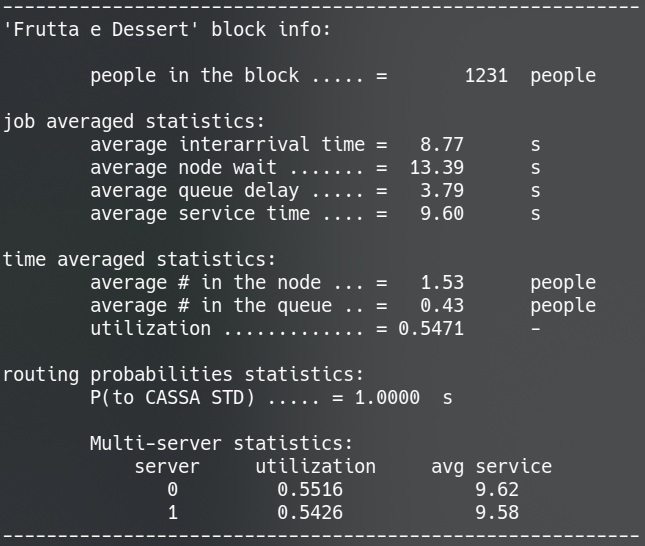 ----------------------------------------------------------
'Frutta e Dessert' block info:
people in the block ..... =       1231  people
job averaged statistics:
average interarrival time =   8.77      s
average node wait ....... =  13.39      s
average queue delay ..... =   3.79      s
average service time .... =   9.60      s
time averaged statistics:
average # in the node ... =   1.53      people
average # in the queue .. =   0.43      people
utilization ............. = 0.5471      -
routing probabilities statistics:
P(to CASSA STD) ..... = 1.0000  s
Multi-server statistics:
server     utilization     avg service
0         0.5516            9.62
1         0.5426            9.58
----------------------------------------------------------